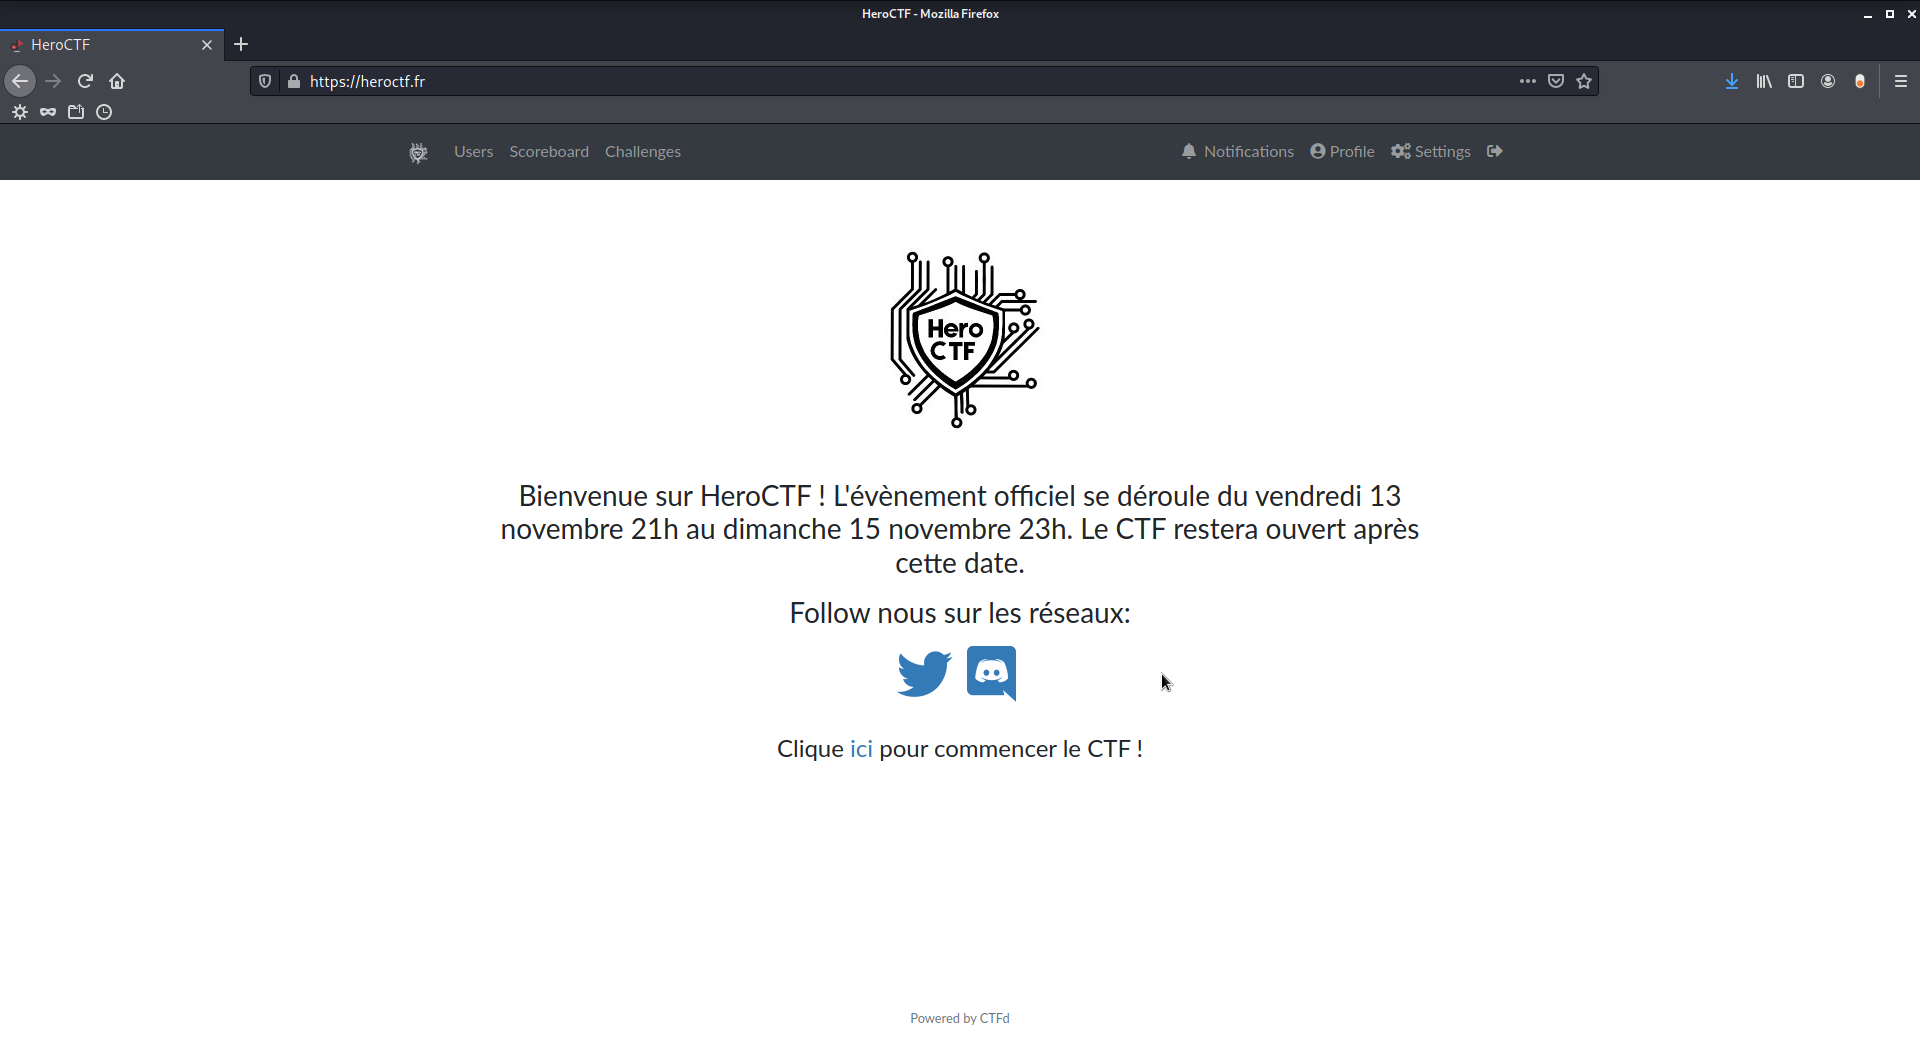 HeroCTF - Mozilla Firefox
HeroCTF
https://heroctf.fr
Users Scoreboard Challenges Notifications Profile Settings
Hero
CTF
Bienvenue sur HeroCTF ! L'évènement officiel se déroule du vendredi 13
novembre 21h au dimanche 15 novembre 23h. Le CTF restera ouvert après
cette date.
Follow nous sur les réseaux:
Clique ici pour commencer le CTF !
Powered by CTFd